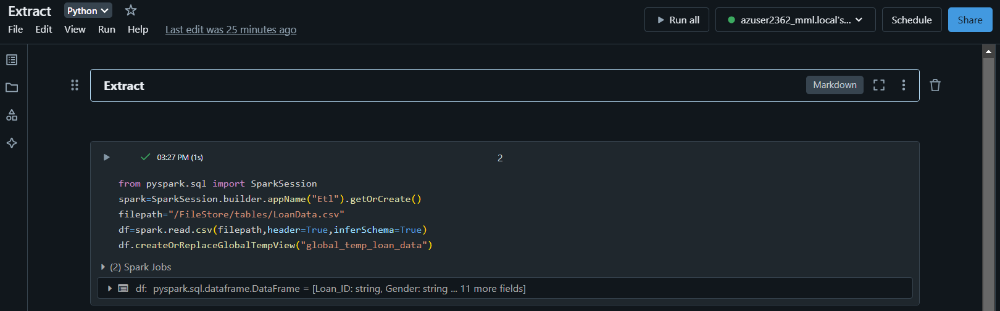 Extract Python
File Edit View Run Help Last edit was 25 minutes ago
Run all azuser2362_mml.local's... Schedule Share
Extract Markdown
03:27 PM (1s) 2
from pyspark.sql import SparkSession
spark=SparkSession.builder.appName("Etl").getOrCreate()
filepath="/FileStore/tables/LoanData.csv"
df=spark.read.csv(filepath,header=True,inferSchema=True)
df.createOrReplaceGlobalTempView("global_temp_loan_data")
(2) Spark Jobs
df: pyspark.sql.dataframe.DataFrame = [Loan_ID: string, Gender: string ... 11 more fields]